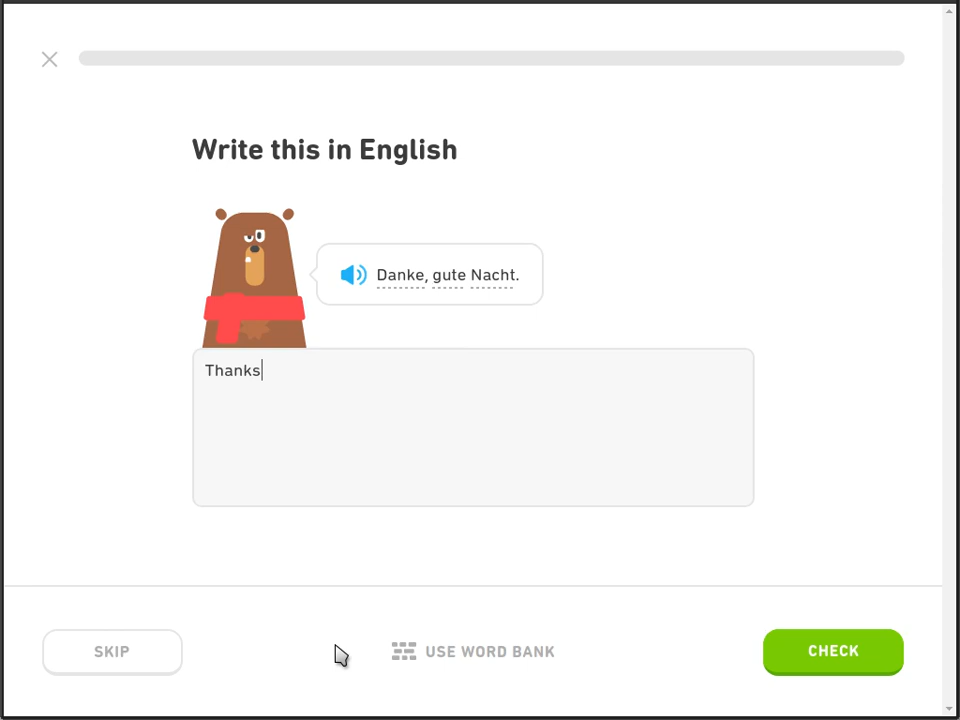 Write this in English
Danke, gute Nacht.
Thanks
SKIP
USE WORD BANK
CHECK